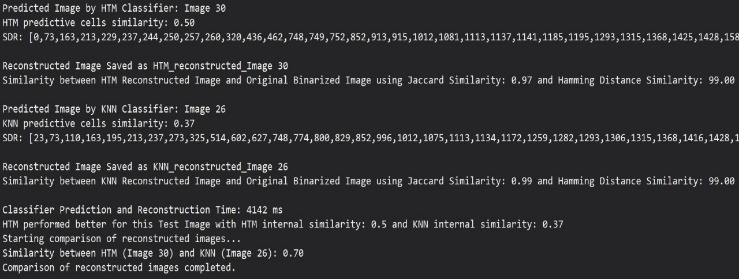 Predicted Image by HTM Classifier: Image 30
HTM predictive cells similarity: 0.50
SDR: [0,73,163,213,229,237,244,250,257,260,320,436,462,748,749,752,852,913,915,1012,1081,1113,1137,1141,1185,1195,1293,1315,1368,1425,1428,158
Reconstructed Image Saved as HTM_reconstructed_Image 30
Similarity between HTM Reconstructed Image and Original Binarized Image using Jaccard Similarity: 0.97 and Hamming Distance Similarity: 99.00
Predicted Image by KNN Classifier: Image 26
KNN predictive cells similarity: 0.37
SDR: [23,73,110,163,195,213,237,273,325,514,602,627,748,774,800,829,852,996,1012,1075,1113,1134,1172,1259,1282,1293,1306,1315,1368,1416,1428,1
Reconstructed Image Saved as KNN_reconstructed_Image 26
Similarity between KNN Reconstructed Image and Original Binarized Image using Jaccard Similarity: 0.99 and Hamming Distance Similarity: 99.00
Classifier Prediction and Reconstruction Time: 4142 ms
HTM performed better for this Test Image with HTM internal similarity: 0.5 and KNN internal similarity: 0.37
Starting comparison of reconstructed images...
Similarity between HTM (Image 30) and KNN (Image 26): 0.70
Comparison of reconstructed images completed.